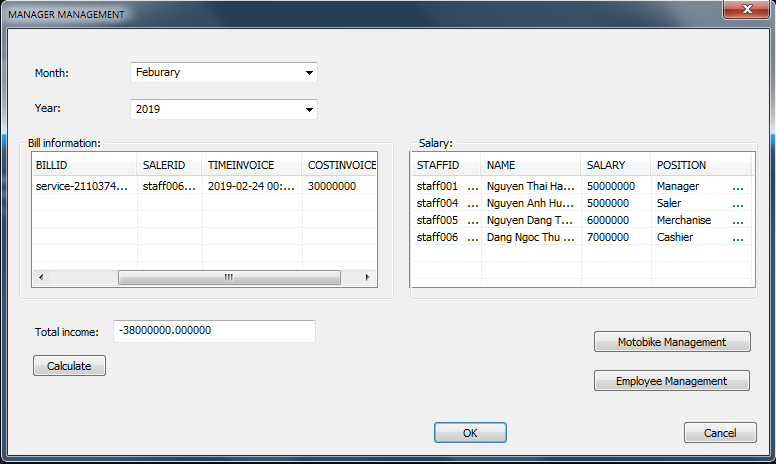 MANAGER MANAGEMENT
Month: Feburary
Year: 2019
Bill information:
BILLID SALERID TIMEINVOICE COSTINVOICE
service-2110374... staff006... 2019-02-24 00:... 30000000
Salary:
STAFFID NAME SALARY POSITION
staff001 ... Nguyen Thai Ha... 50000000 Manager ...
staff004 ... Nguyen Anh Hu... 5000000 Saler ...
staff005 ... Nguyen Dang T... 6000000 Merchanise ...
staff006 ... Dang Ngoc Thu ... 7000000 Cashier ...
Total income: -38000000.000000
Calculate
Motobike Management
Employee Management
OK
Cancel